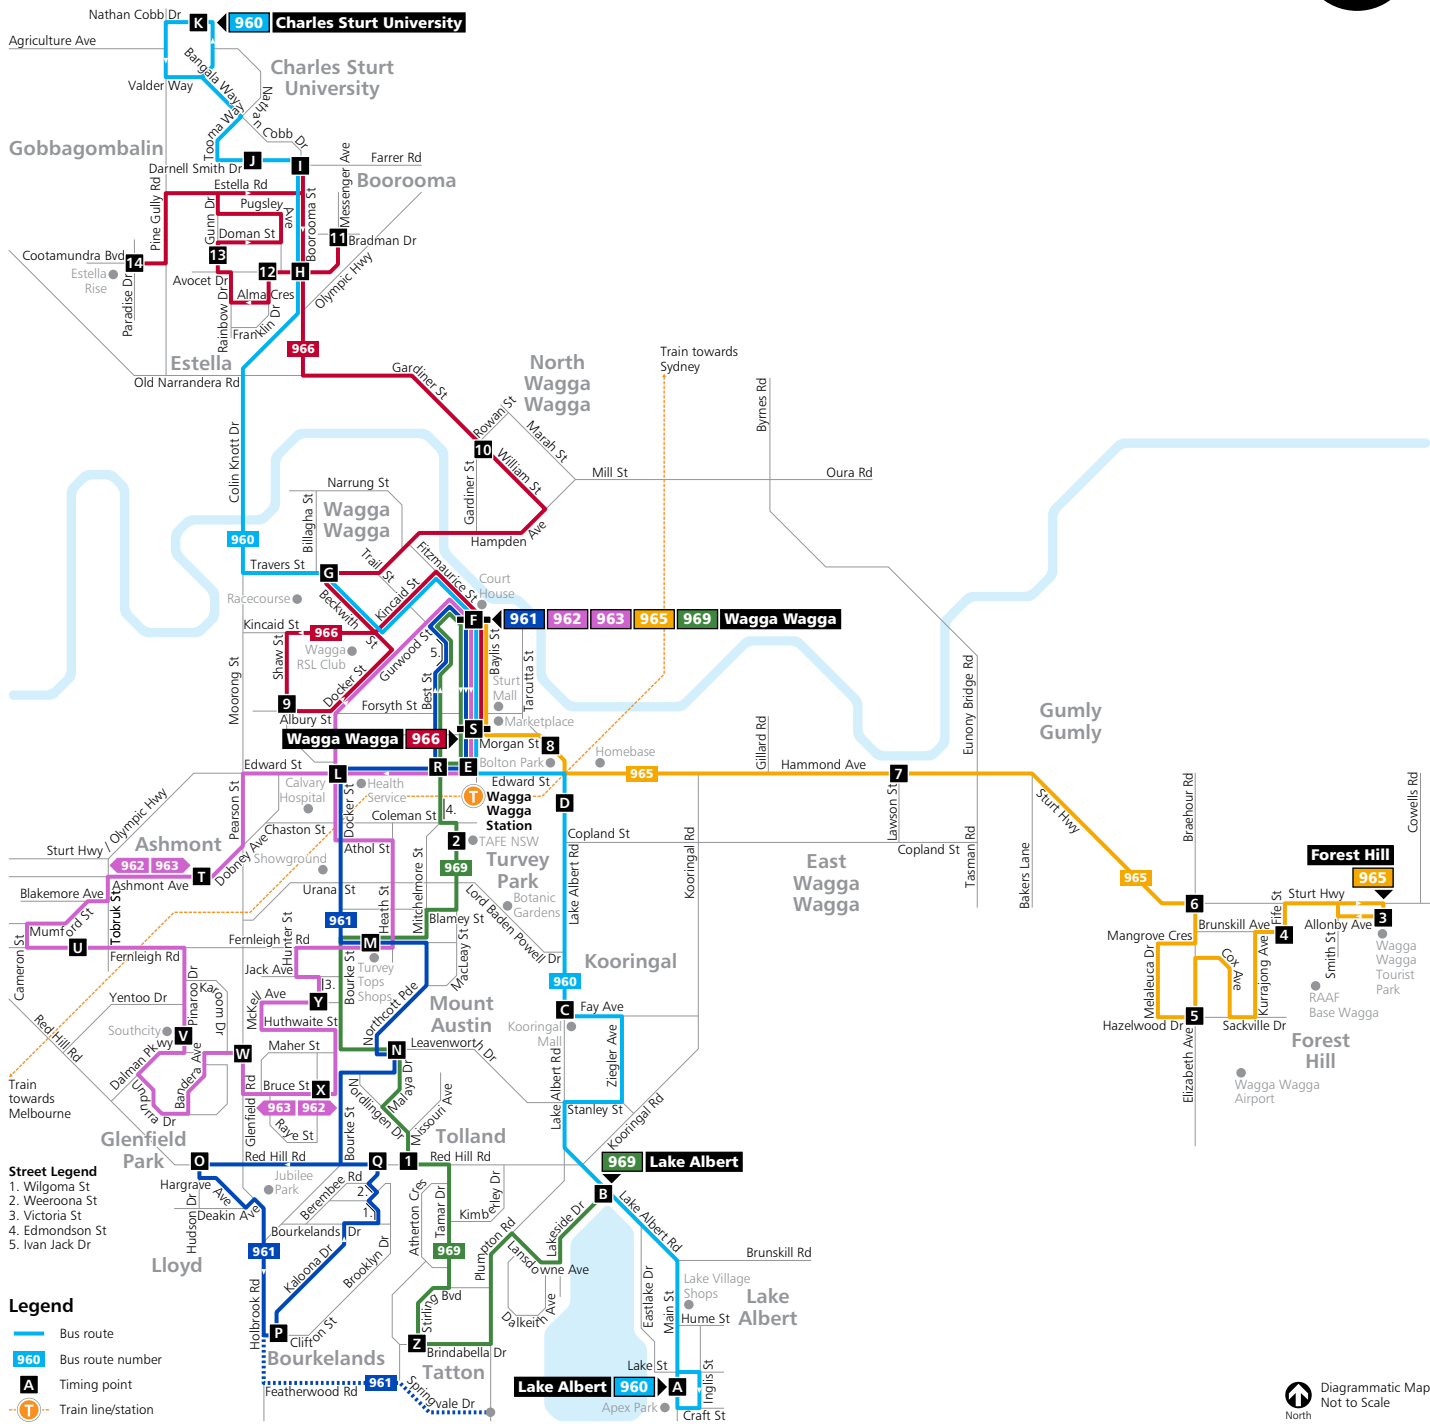 Nathan Cobb Dr
K
960
Charles Sturt University
Agriculture Ave
Bangala Way
Charles Sturt
University
Valder Way
Nathan Cobb Dr
Tooma Way
Gobbagombalin
J
I
Darnell Smith Dr
Farrer Rd
Messenger Ave
Boorooma
Estella Rd
Pine Gully Rd
Gunn Dr
Pugsley Ave
Boorooma St
Doman St
11
Bradman Dr
Cootamundra Bvd
14
13
12
H
Estella
Rise
Avocet Dr
Olympic Hwy
Paradise Dr
Rainbow Dr
Alma Cres
Franklin Dr
966
Estella
Old Narrandera Rd
Gardiner St
North
Wagga
Wagga
Train towards
Sydney
Byrnes Rd
Rowan St
Marah St
Colin Knott Dr
10
William St
Gardiner St
Mill St
Oura Rd
Narrung St
Billagha St
Wagga
Wagga
960
Hampden Ave
Travers St
G
Trail St
Fitzmaurice St
Court
House
Racecourse
Beckwith St
Kincaid St
F
961
962
963
965
969
Wagga Wagga
Kincaid St
966
Wagga
RSL Club
Gurwood St
5.
Baylis St
Tarcutta St
Shaw St
Moorong St
Docker St
Best St
Sturt
Mall
Eunony Bridge Rd
9
Albury St
Forsyth St
Marketplace
Gumly
Gumly
Wagga Wagga
966
S
Morgan St
8
Homebase
Gillard Rd
Bolton Park
Edward St
L
R
E
Edward St
965
Hammond Ave
7
Calvary
Hospital
Health
Service
T
Wagga
Wagga
Station
D
Sturt Hwy
Braehour Rd
Cowells Rd
Pearson St
Docker St
4.
Coleman St
Chaston St
Sturt Hwy / Olympic Hwy
Ashmont
Athol St
2
TAFE NSW
Copland St
Lawson St
Copland St
Showground
Dobney Ave
Mitchelmore St
969
Turvey
Park
Lake Albert Rd
Kooringal Rd
East
Wagga
Wagga
Tasman Rd
Bakers Lane
Forest Hill
965
962
963
Ashmont Ave
T
Urana St
Botanic
Gardens
965
Sturt Hwy
Blakemore Ave
Tobruk St
961
Heath St
Blamey St
Lord Baden Powell Dr
6
Fife St
3
Mumford St
Hunter St
Brunskill Ave
4
Allonby Ave
U
Fernleigh Rd
Fernleigh Rd
M
MacLeay St
Mangrove Cres
Smith St
Wagga
Wagga
Tourist
Park
Cameron St
Jack Ave
Turvey
Tops
Shops
Kooringal
Melaleuca Dr
Cox Ave
Kurrajong Ave
Yentoo Dr
Pinaroo Dr
Karoom Dr
McKell Ave
3.
Y
Bourke St
Northcott Pde
Mount
Austin
960
C
Fay Ave
RAAF
Base Wagga
Southcity
V
Huthwaite St
Kooringal
Mall
Hazelwood Dr
5
Sackville Dr
Red Hill Rd
Dalman Pkwy
W
Maher St
N
Leavenworth Dr
Forest
Hill
Train
towards
Melbourne
Unpurra Dr
Bandera Ave
Bruce St
X
Nordlingen Dr
Malaya Dr
Missouri Ave
Lake Albert Rd
Ziegler Ave
Elizabeth Ave
Wagga Wagga
Airport
Glenfield Rd
963
962
Stanley St
Raye St
Bourke St
Kooringal Rd
Glenfield
Park
Tolland
O
Red Hill Rd
Q
1
Red Hill Rd
969
Lake Albert
Street Legend
1. Wilgoma St
2. Weeroona St
3. Victoria St
4. Edmondson St
5. Ivan Jack Dr
Hargrave Ave
Jubilee
Park
Berembee Rd
2.
1.
Atherton Cres
Tamar Dr
Kimberley Dr
B
Deakin Ave
Hudson Dr
Bourkelands Dr
Plumpton Rd
Lakeside Dr
Lake Albert Rd
Lloyd
961
Kaloona Dr
Brooklyn Dr
969
Lansdowne Ave
Brunskill Rd
Holbrook Rd
Eastlake Dr
Main St
Lake Village
Shops
Lake
Albert
Stirling Bvd
Dalkeith Ave
Hume St
P
Clifton St
Z
Brindabella Dr
Bourkelands
Tatton
Lake St
Inglis St
961
Featherwood Rd
Springvale Dr
Lake Albert
960
A
Apex Park
Craft St
Legend
Bus route
960
Bus route number
A
Timing point
T
Train line/station
North
Diagrammatic Map
Not to Scale